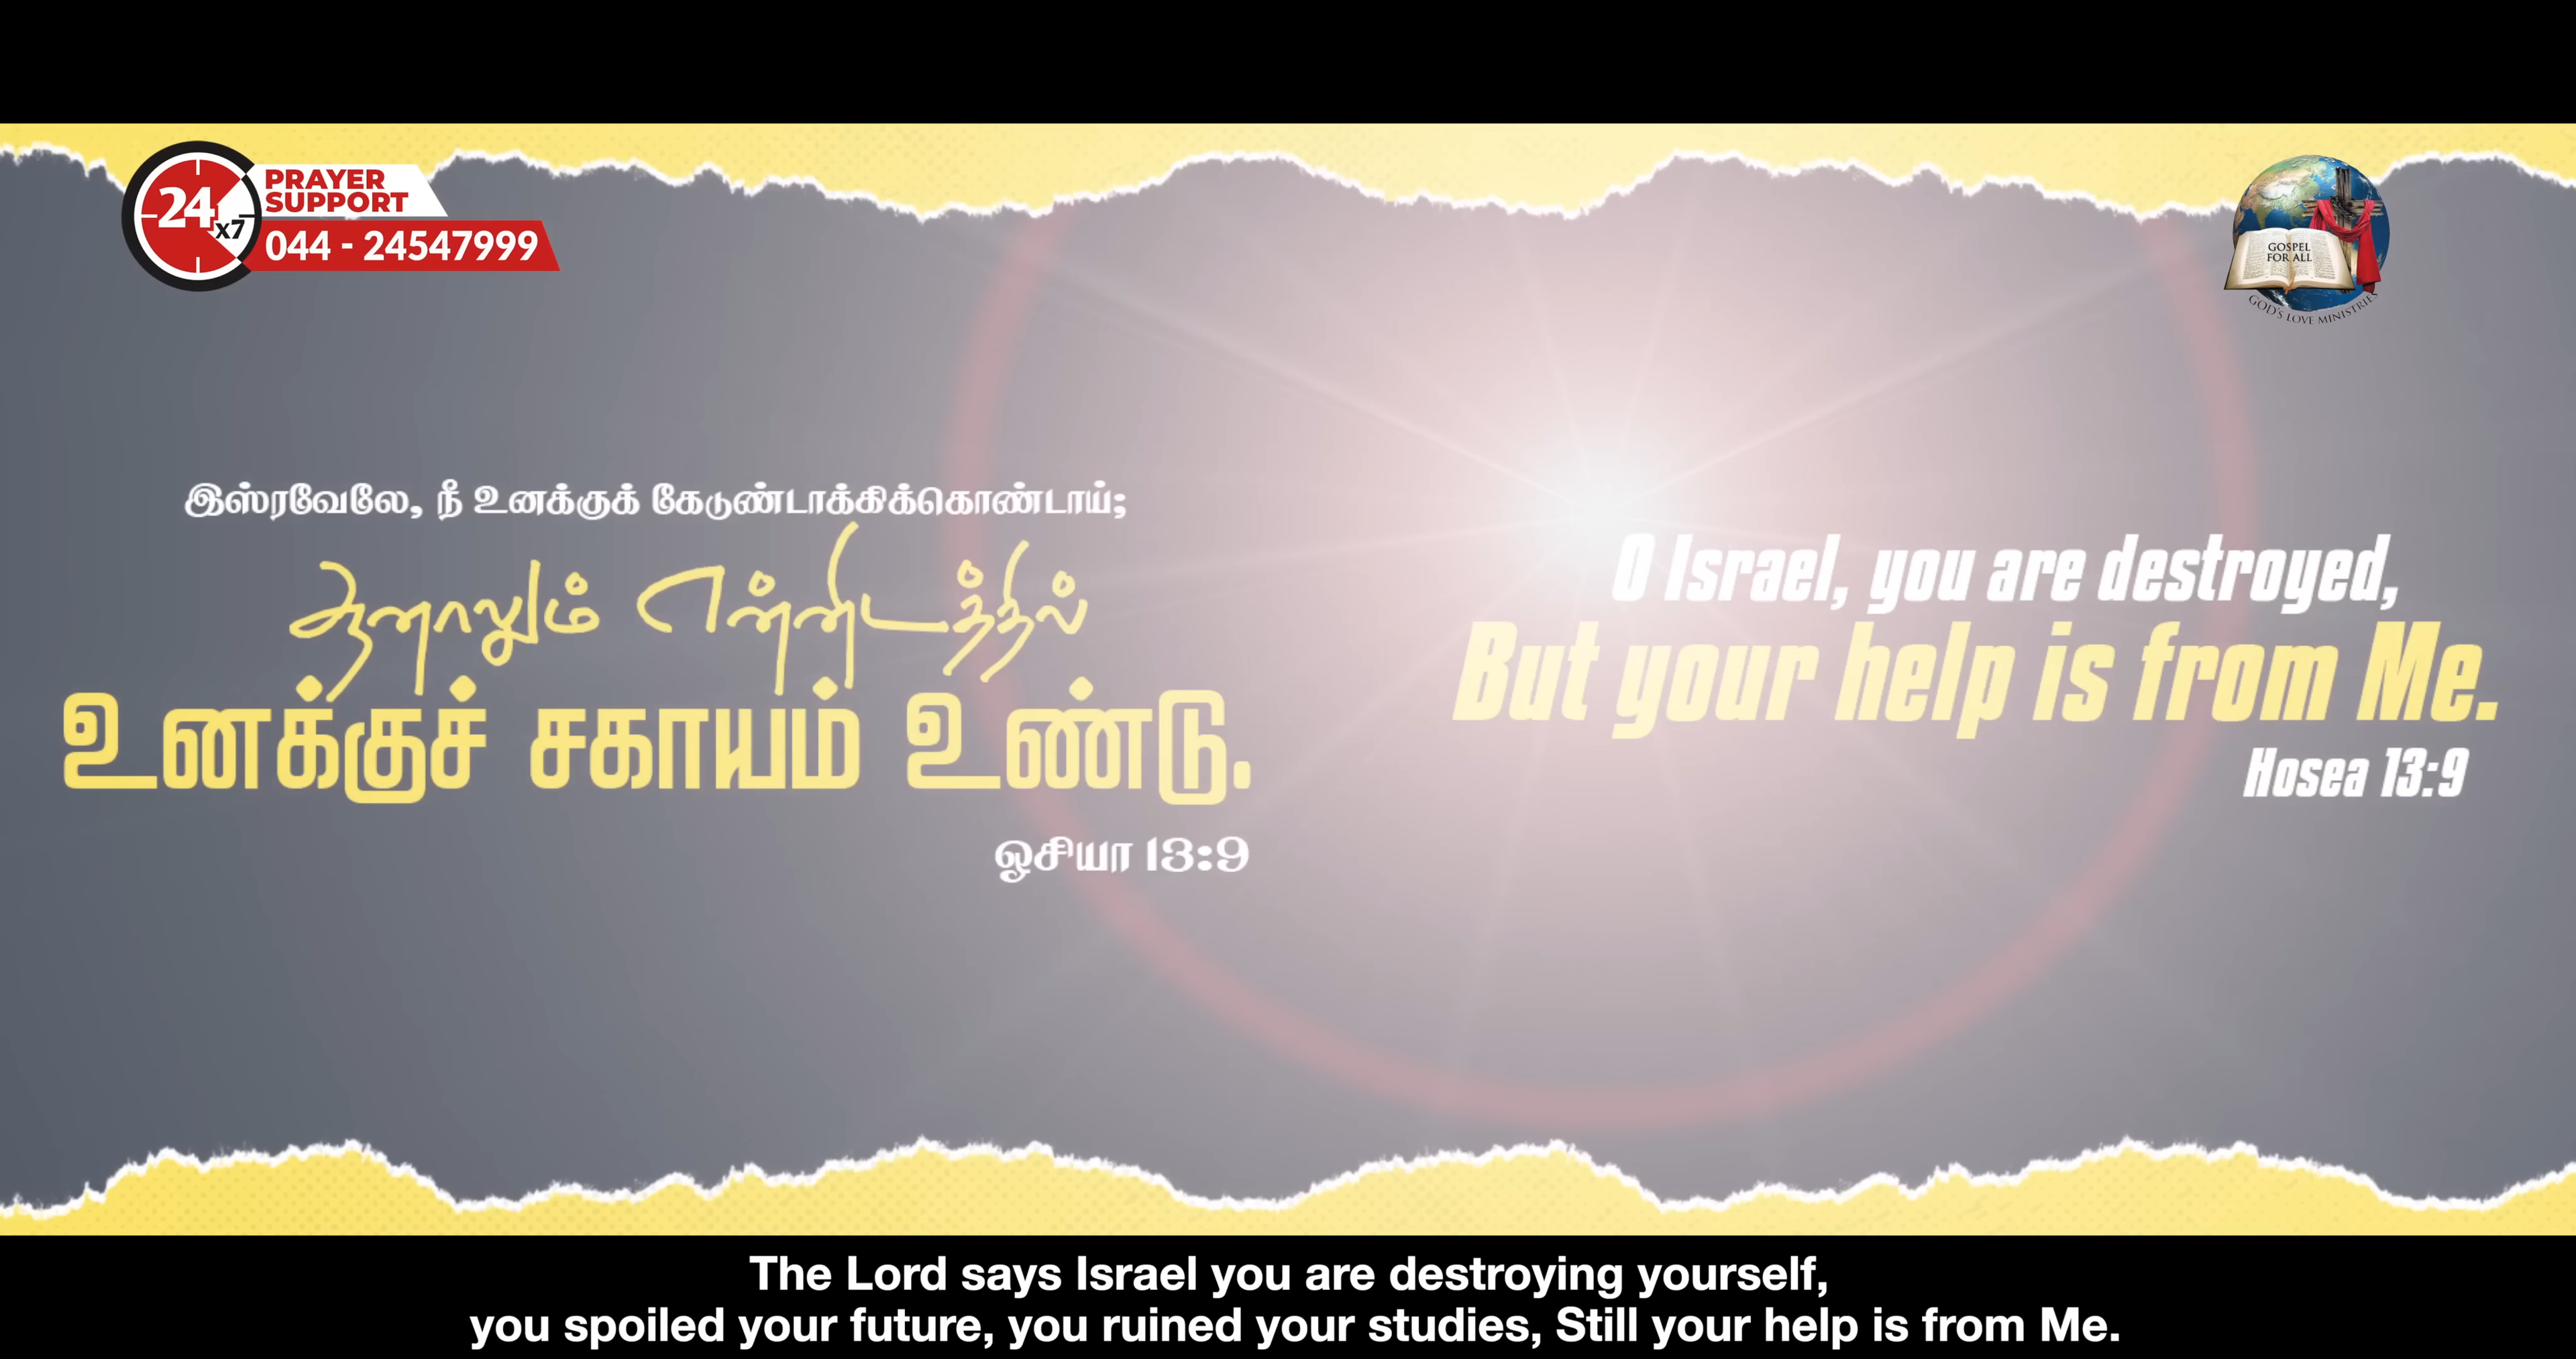 24 x7
PRAYER
SUPPORT
044 - 24547999
GOSPEL
FOR ALL
GOD'S LOVE MINISTRIES
இஸ்ரவேலே, நீ உனக்குக் கேடுண்டாக்கிக்கொண்டாய்;
ஆனாலும் என்னிடத்தில்
உனக்குச் சகாயம் உண்டு.
ஓசியா 13:9
O Israel, you are destroyed,
But your help is from Me.
Hosea 13:9
The Lord says Israel you are destroying yourself,
you spoiled your future, you ruined your studies, Still your help is from Me.